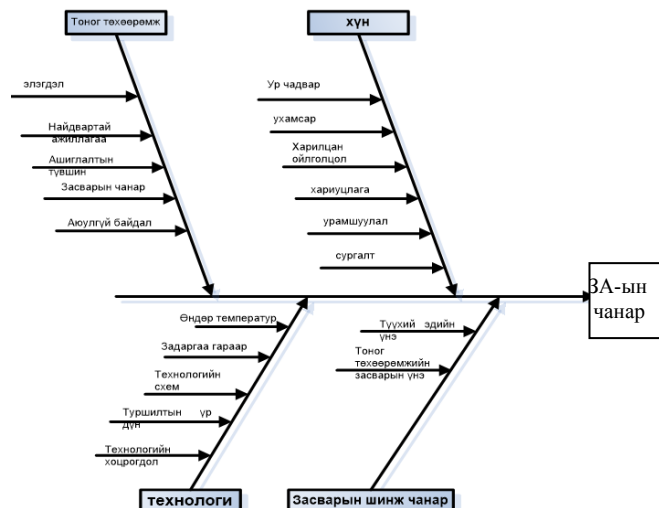 Тоног төхөөрөмж
хүн
элэгдэл
Найдвартай
ажиллагаа
Ашиглалтын
түвшин
Засварын чанар
Аюулгүй байдал
Ур чадвар
ухамсар
Харилцан
ойлголцол
хариуцлага
урамшуулал
сургалт
ЗА-ын
чанар
Өндөр температур
Задаргаа гараар
Технологийн
схем
Туршилтын үр
дүн
Технологийн
хоцрогдол
Түүхий эдийн
үнэ
Тоног
төхөөрөмжийн
засварын үнэ
технологи
Засварын шинж чанар